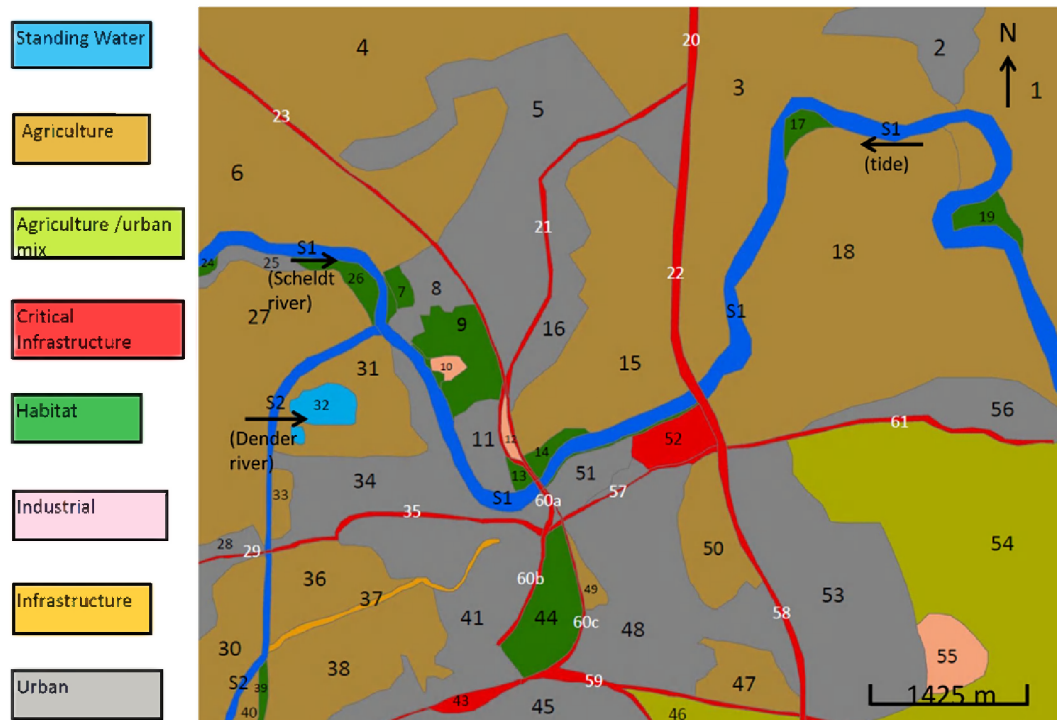 Standing Water
Agriculture
Agriculture /urban
mix
Critical
Infrastructure
Habitat
Industrial
Infrastructure
Urban
4
20
2
N
3
1
5
23
17
S1
(tide)
6
19
21
S1
24
25
(Scheldt
river)
26
7
8
22
18
27
9
S1
16
31
10
15
32
S2
(Dender
river)
11
12
52
56
61
14
13
51
34
33
S1
60a
57
35
28
29
50
54
36
37
60b
49
53
41
44
60c
48
58
30
38
55
S2
39
40
43
45
59
47
46
1425 m